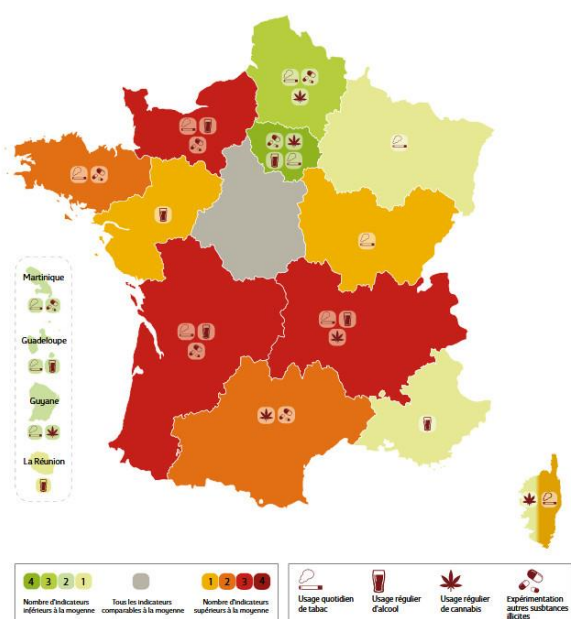 Martinique
Guadeloupe
Guyane
La Réunion
4 3 2 1
Nombre d'indicateurs
inférieurs à la moyenne
Tous les indicateurs
comparables à la moyenne
1 2 3 4
Nombre d'indicateurs
supérieurs à la moyenne
Usage quotidien
de tabac
Usage régulier
d'alcool
Usage régulier
de cannabis
Expérimentation
autres susbtances
illicites